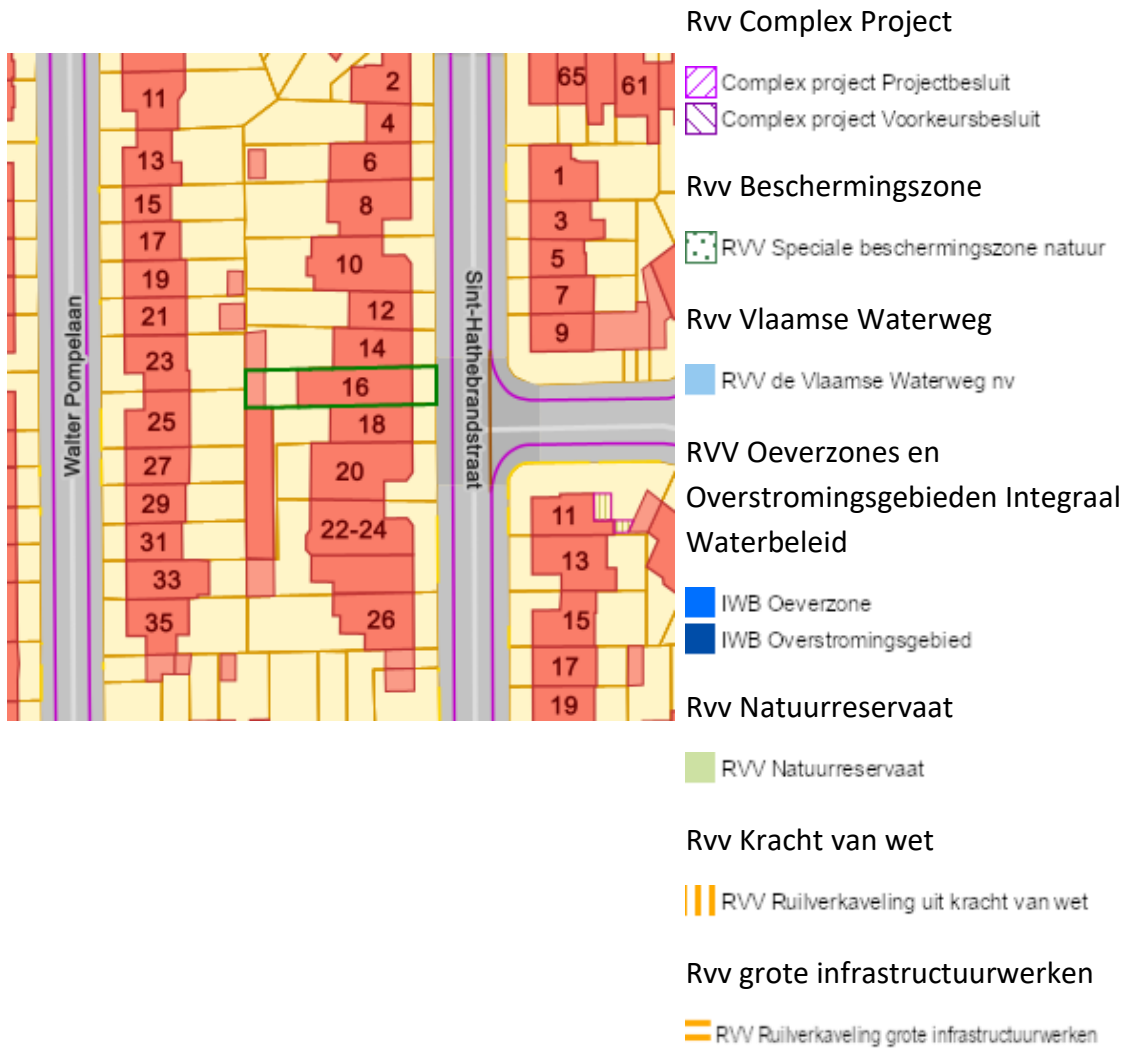 Rvv Complex Project
Complex project Projectbesluit
Complex project Voorkeursbesluit
Rvv Beschermingszone
RVV Speciale beschermingszone natuur
Rvv Vlaamse Waterweg
RVV de Vlaamse Waterweg nv
RVV Oeverzones en
Overstromingsgebieden Integraal
Waterbeleid
IWB Oeverzone
IWB Overstromingsgebied
Rvv Natuurreservaat
RVV Natuurreservaat
Rvv Kracht van wet
RVV Ruilverkaveling uit kracht van wet
Rvv grote infrastructuurwerken
RVV Ruilverkaveling grote infrastructuurwerken
Walter Pompelaan
11
13
15
17
19
21
23
25
27
29
31
33
35
2
4
6
8
10
12
14
16
18
20
22-24
26
Sint-Hathebrandstraat
65
61
1
3
5
7
9
11
13
15
17
19